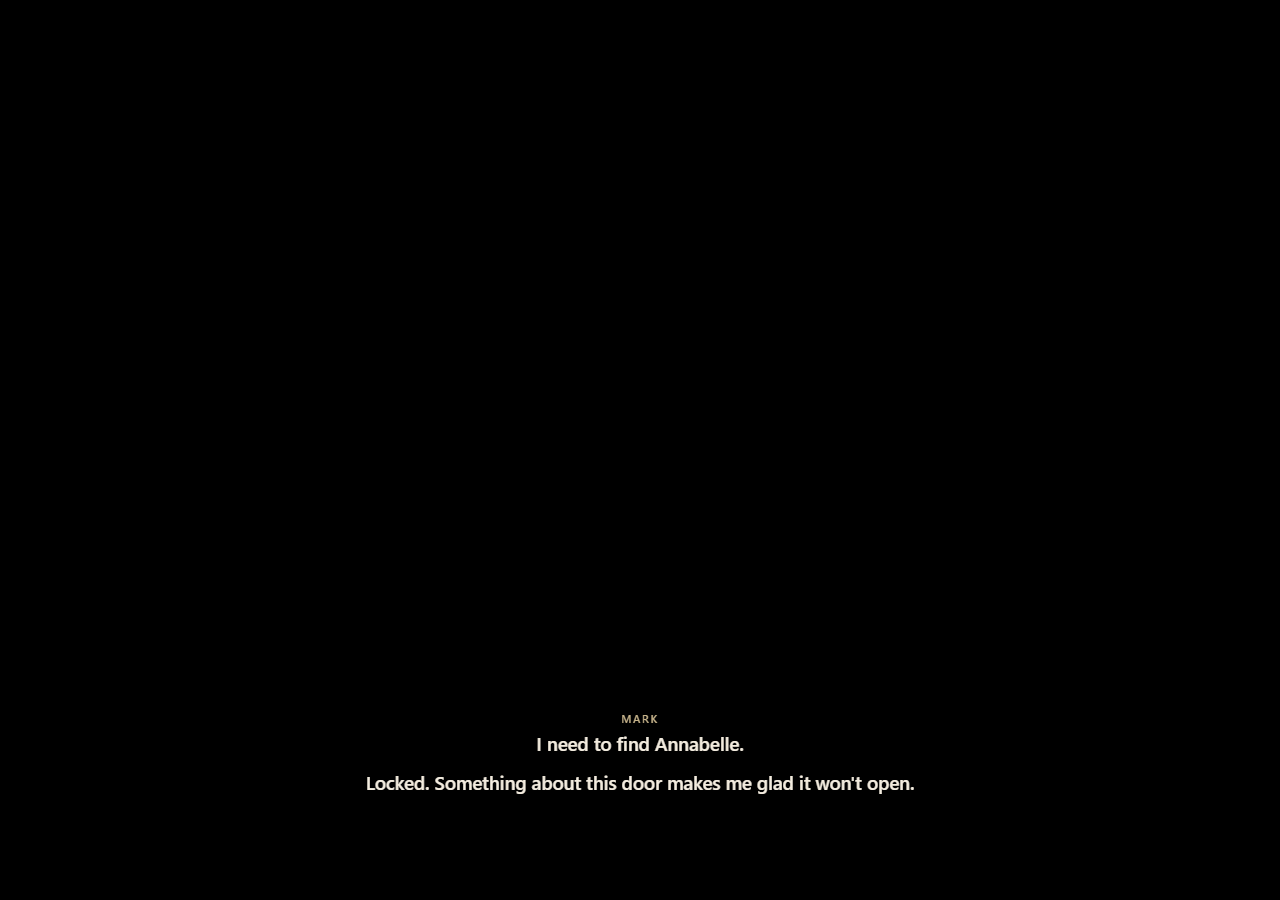 MARK
I need to find Annabelle.
Locked. Something about this door makes me glad it won't open.